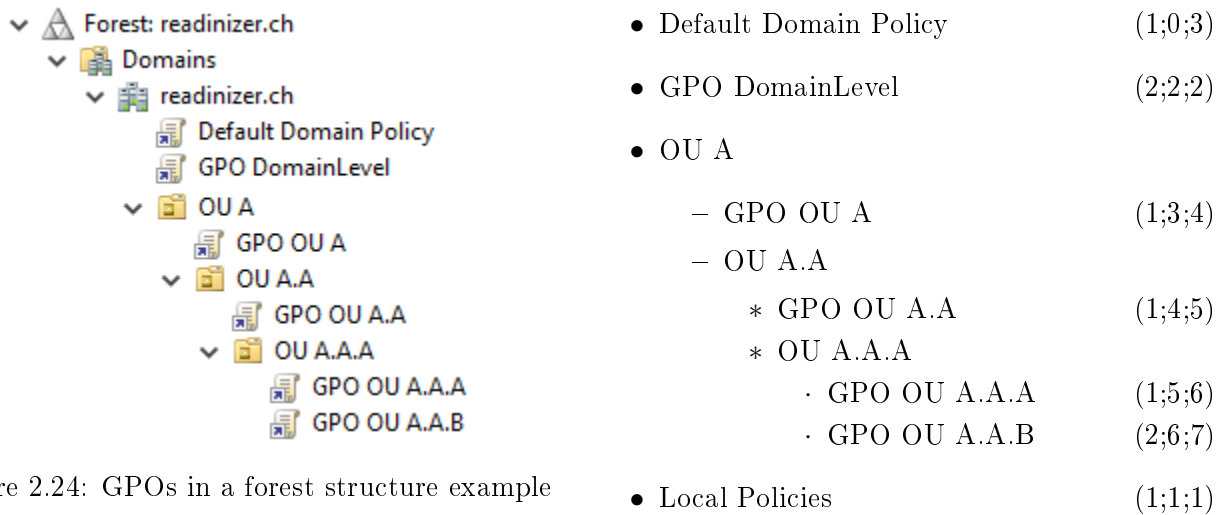 Forest: readinizer.ch
Domains
readinizer.ch
Default Domain Policy
GPO DomainLevel
OU A
GPO OU A
OU A.A
GPO OU A.A
OU A.A.A
GPO OU A.A.A
GPO OU A.A.B
re 2.24: GPOs in a forest structure example
• Default Domain Policy (1;0;3)
• GPO DomainLevel (2;2;2)
• OU A
– GPO OU A (1;3;4)
– OU A.A
* GPO OU A.A (1;4;5)
* OU A.A.A
· GPO OU A.A.A (1;5;6)
· GPO OU A.A.B (2;6;7)
• Local Policies (1;1;1)